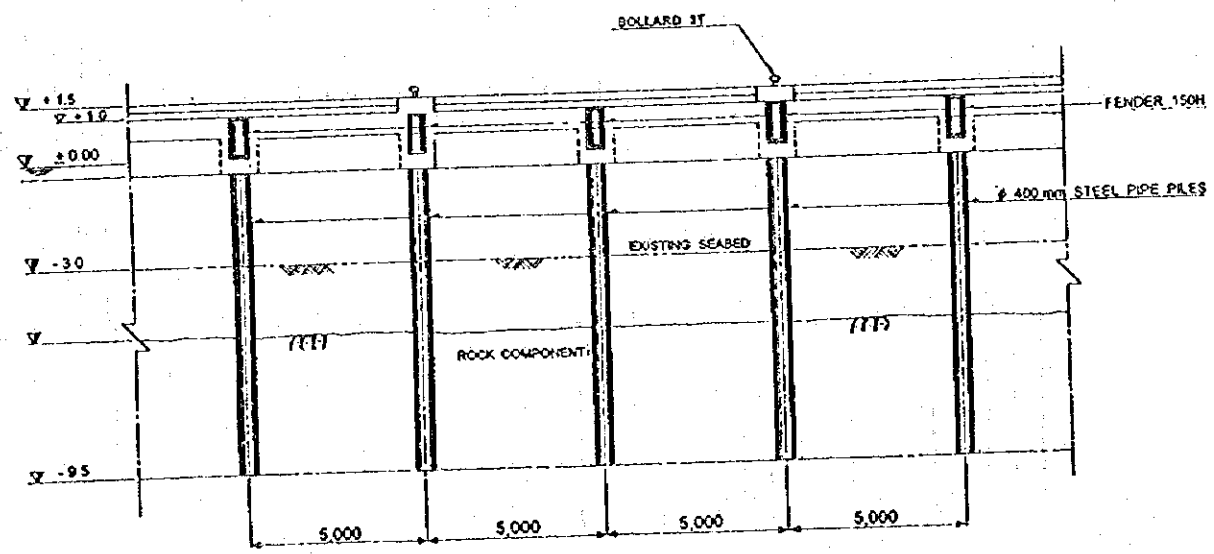 BOLLARD 3T
+1.5
+1.0
FENDER 150H
±0.00
φ 400 mm STEEL PIPE PILES
EXISTING SEABED
-3.0
ROCK COMPONENT
-9.5
5,000
5,000
5,000
5,000